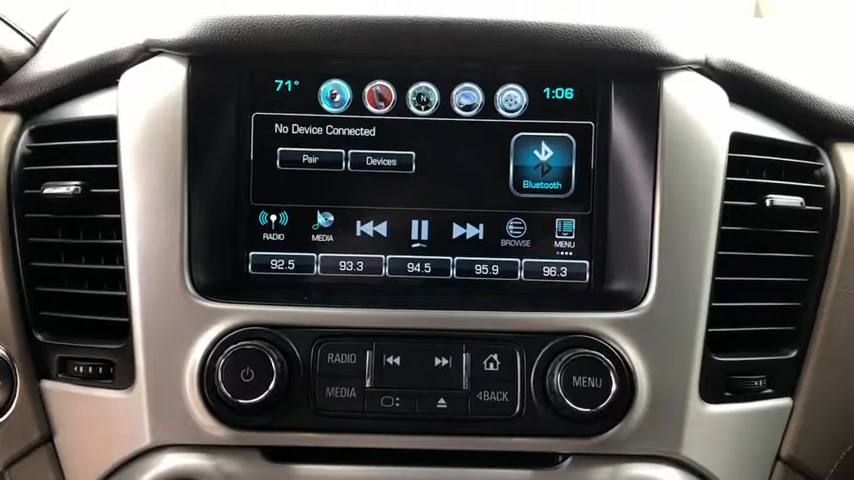 71°
N
1:06
No Device Connected
Pair
Devices
Bluetooth
RADIO
MEDIA
BROWSE
MENU
92.5
93.3
94.5
95.9
96.3
RADIO
MEDIA
BACK
MENU